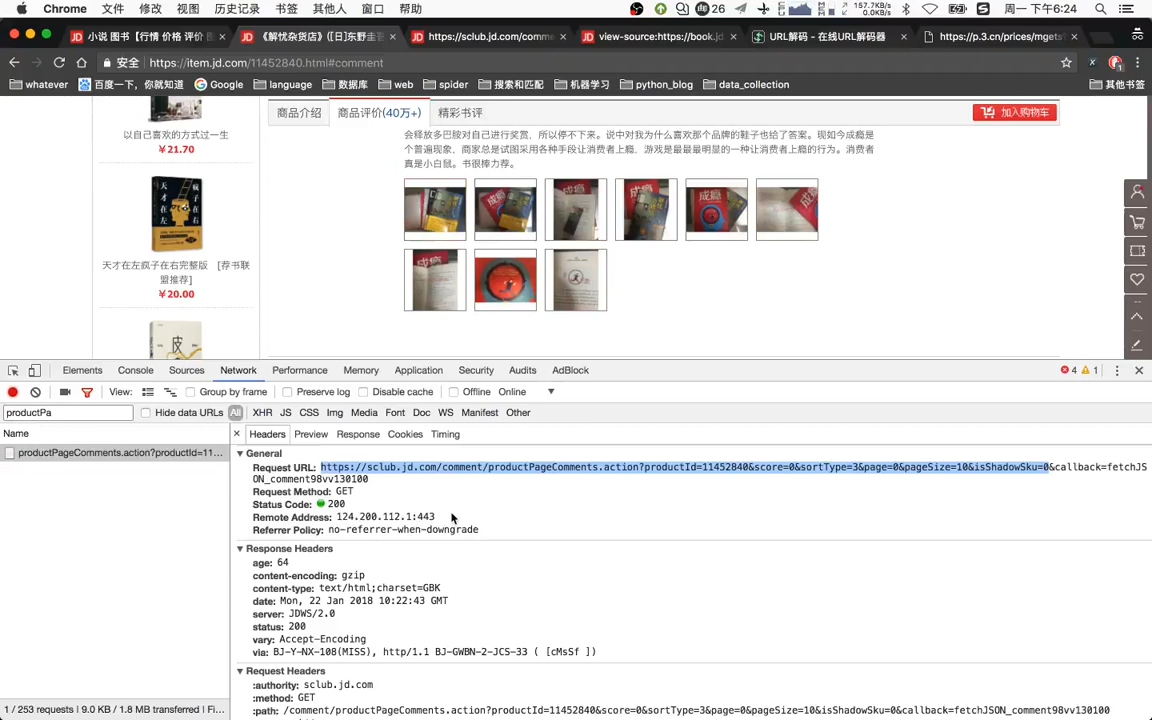 Chrome 文件 修改 视图 历史记录 书签 其他人 窗口 帮助 26 157.7KB/s 0.0KB/s 周一 下午6:24
小说 图书【行情 价格 评价 《解忧杂货店》([日]东野圭吾 https://sclub.jd.com/comme view-source:https://book.jd URL解码 - 在线URL解码器 https://p.3.cn/prices/mgets
安全 https://item.jd.com/11452840.html#comment
whatever 百度一下，你就知道 Google language 数据库 web spider 搜索和匹配 机器学习 python_blog data_collection 其他书签
商品介绍 商品评价(40万+) 精彩书评 加入购物车
以自己喜欢的方式过一生
￥21.70
天才在左疯子在右完整版 [荐书联
盟推荐]
￥20.00
会释放多巴胺对自己进行奖赏，所以停不下来。说中对我为什么喜欢那个品牌的鞋子也给了答案。现如今成瘾是
个普遍现象，商家总是试图采用各种手段让消费者上瘾，游戏是最最最明显的一种让消费者上瘾的行为。消费者
真是小白鼠。书很棒力荐。
Elements Console Sources Network Performance Memory Application Security Audits AdBlock 4 1
View: Group by frame Preserve log Disable cache Offline Online
productPa Hide data URLs All XHR JS CSS Img Media Font Doc WS Manifest Other
Name
productPageComments.action?productId=11...
Headers Preview Response Cookies Timing
General
Request URL: https://sclub.jd.com/comment/productPageComments.action?productId=11452840&score=0&sortType=3&page=0&pageSize=10&isShadowSku=0&callback=fetchJS
ON_comment98vv130100
Request Method: GET
Status Code: 200
Remote Address: 124.200.112.1:443
Referrer Policy: no-referrer-when-downgrade
Response Headers
age: 64
content-encoding: gzip
content-type: text/html;charset=GBK
date: Mon, 22 Jan 2018 10:22:43 GMT
server: JDWS/2.0
status: 200
vary: Accept-Encoding
via: BJ-Y-NX-108(MISS), http/1.1 BJ-GWBN-2-JCS-33 ( [cMsSf ])
Request Headers
:authority: sclub.jd.com
:method: GET
:path: /comment/productPageComments.action?productId=11452840&score=0&sortType=3&page=0&pageSize=10&isShadowSku=0&callback=fetchJSON_comment98vv130100
1 / 253 requests | 9.0 KB / 1.8 MB transferred | Fi...